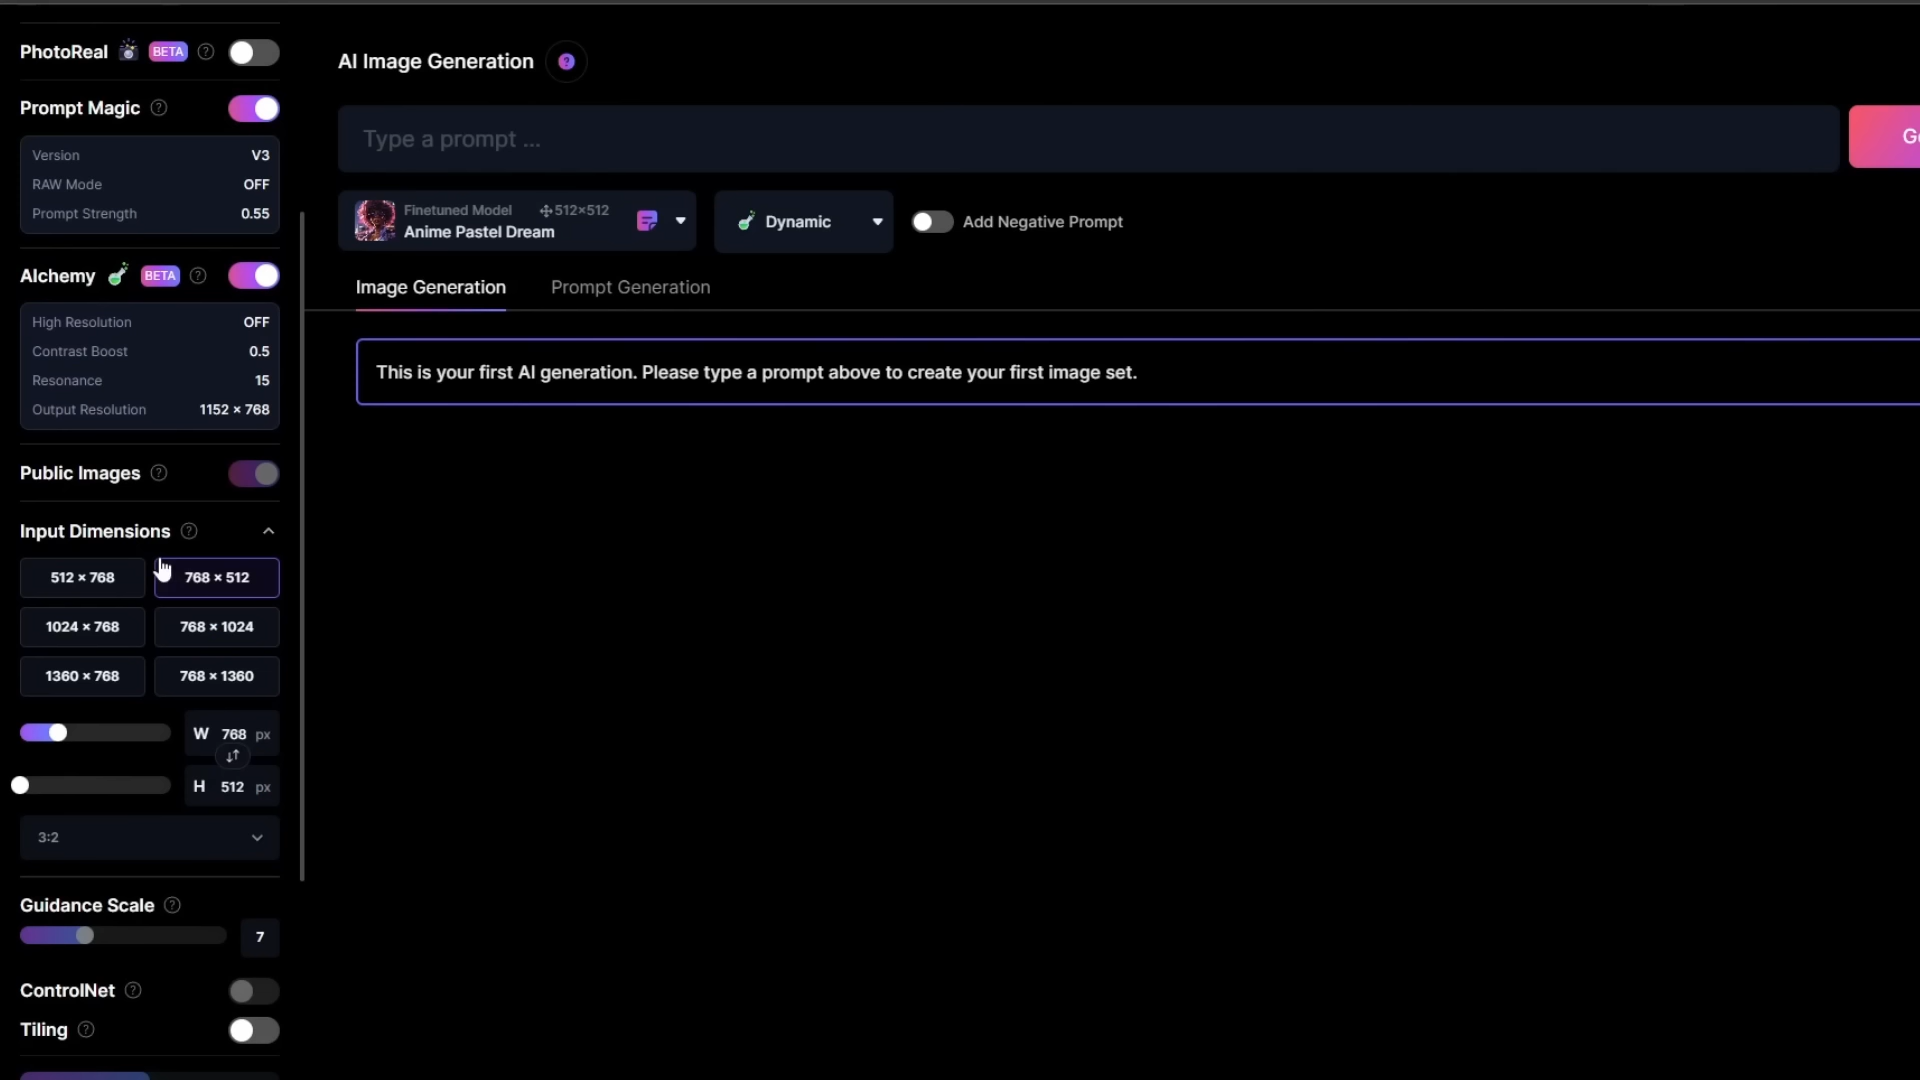 PhotoReal BETA ?
Prompt Magic ?
Version V3
RAW Mode OFF
Prompt Strength 0.55
Alchemy BETA ?
High Resolution OFF
Contrast Boost 0.5
Resonance 15
Output Resolution 1152 × 768
Public Images ?
Input Dimensions ?
512 × 768 768 × 512
1024 × 768 768 × 1024
1360 × 768 768 × 1360
W 768 px
H 512 px
3:2
Guidance Scale ?
7
ControlNet ?
Tiling ?
AI Image Generation ?
Type a prompt ...
Finetuned Model 512×512
Anime Pastel Dream
Dynamic
Add Negative Prompt
Image Generation Prompt Generation
This is your first AI generation. Please type a prompt above to create your first image set.